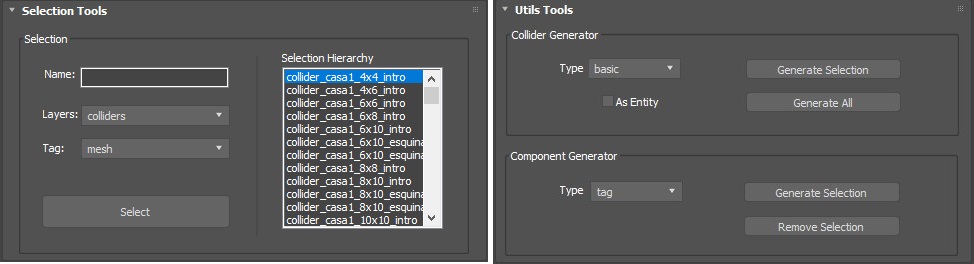 Selection Tools
Selection
Name:
Layers: colliders
Tag: mesh
Select
Selection Hierarchy
collider_casa1_4x4_intro
collider_casa1_4x6_intro
collider_casa1_6x6_intro
collider_casa1_6x8_intro
collider_casa1_6x10_intro
collider_casa1_6x10_esquina
collider_casa1_6x10_esquina
collider_casa1_8x8_intro
collider_casa1_8x10_intro
collider_casa1_8x10_esquina
collider_casa1_8x10_esquina
collider_casa1_10x10_intro
Utils Tools
Collider Generator
Type basic Generate Selection
As Entity Generate All
Component Generator
Type tag Generate Selection
Remove Selection